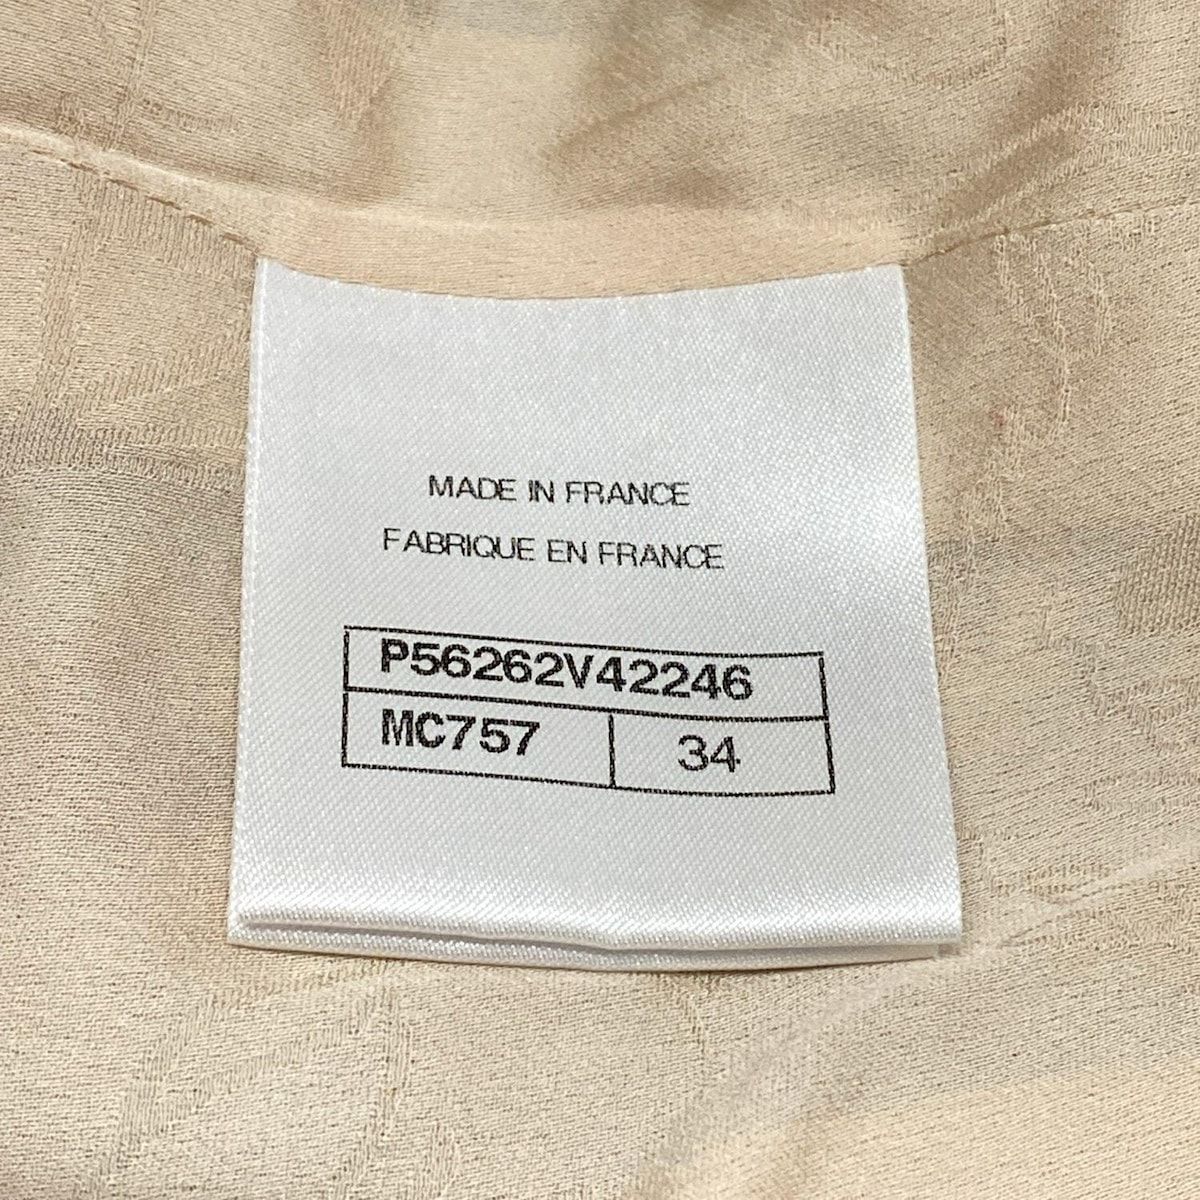 MADE IN FRANCE
FABRIQUE EN FRANCE
P56262V42246
MC757 34